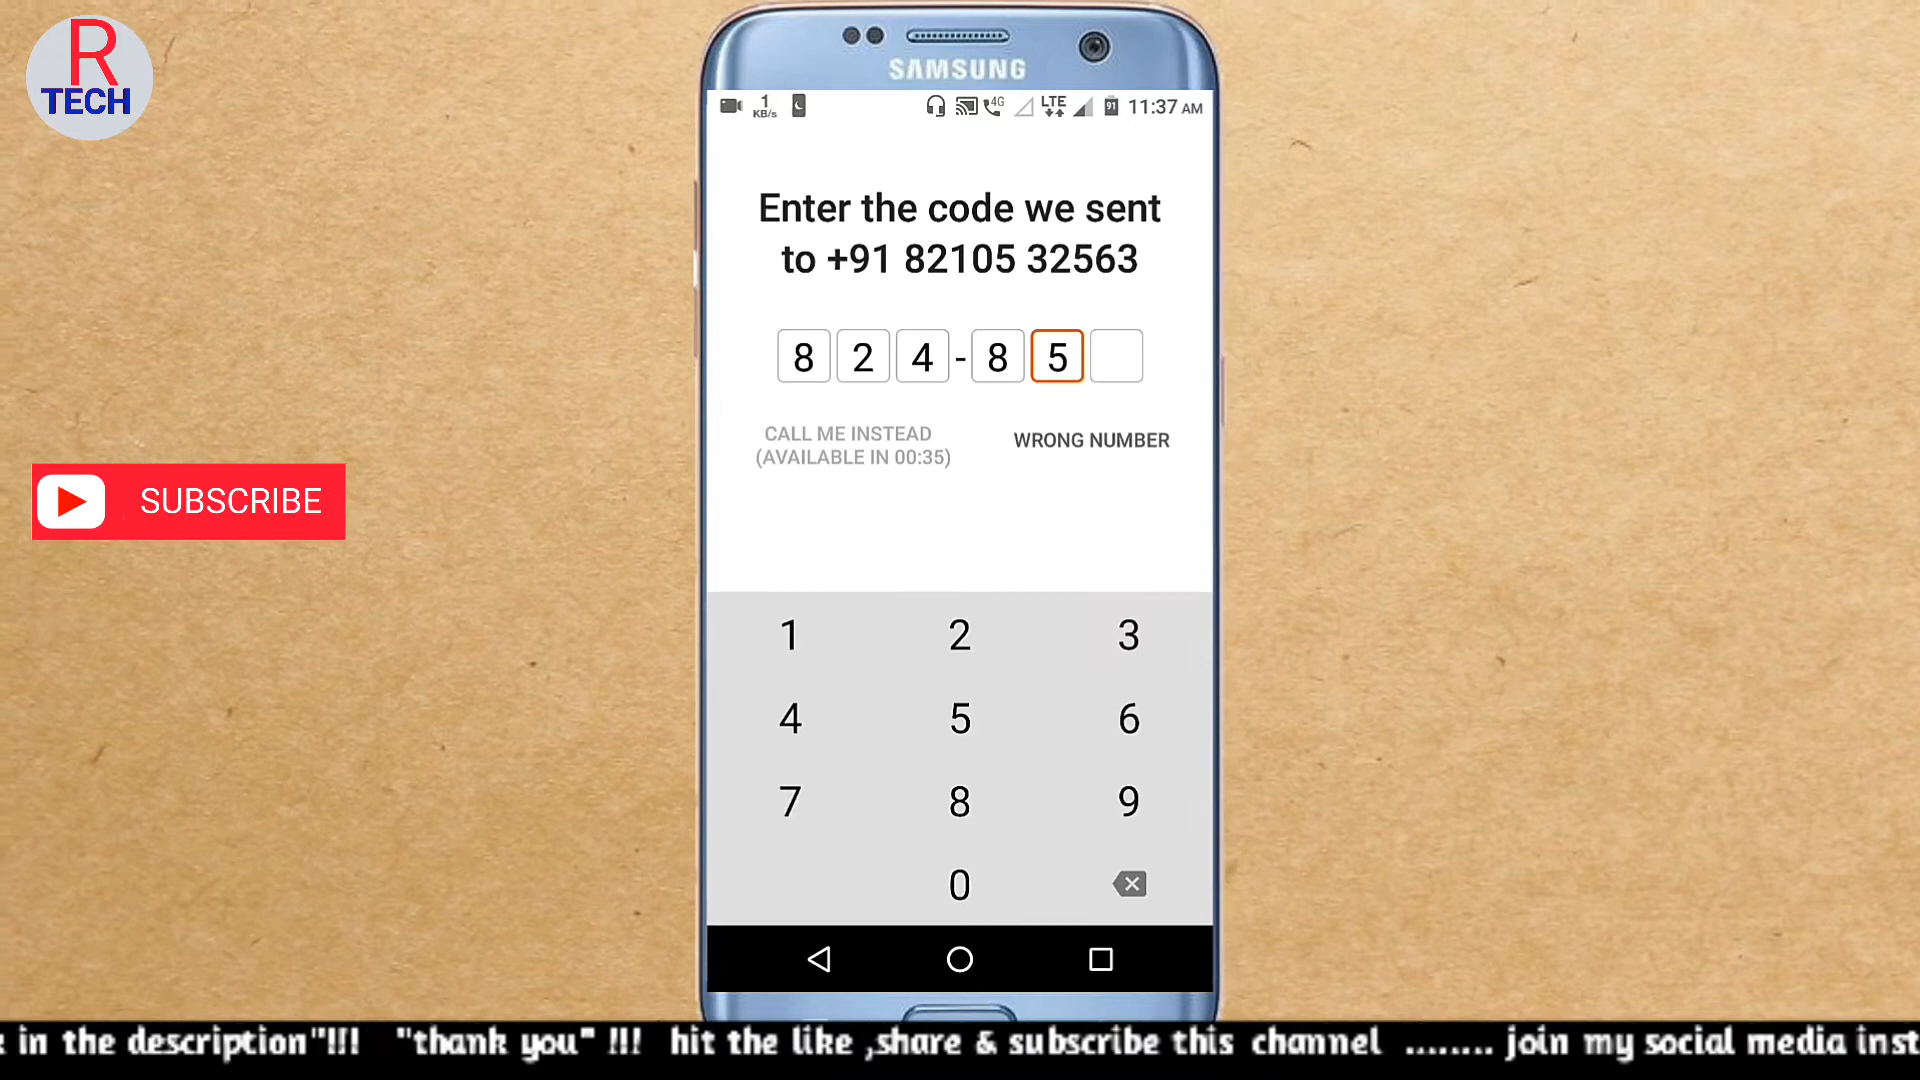 R
TECH
SAMSUNG
1
KB/s
4G
LTE
91
11:37 AM
Enter the code we sent
to +91 82105 32563
8 2 4 - 8 5
CALL ME INSTEAD
(AVAILABLE IN 00:35)
WRONG NUMBER
SUBSCRIBE
1 2 3
4 5 6
7 8 9
0
in the description"!!! "thank you" !!! hit the like ,share & subscribe this channel ........ join my social media inst